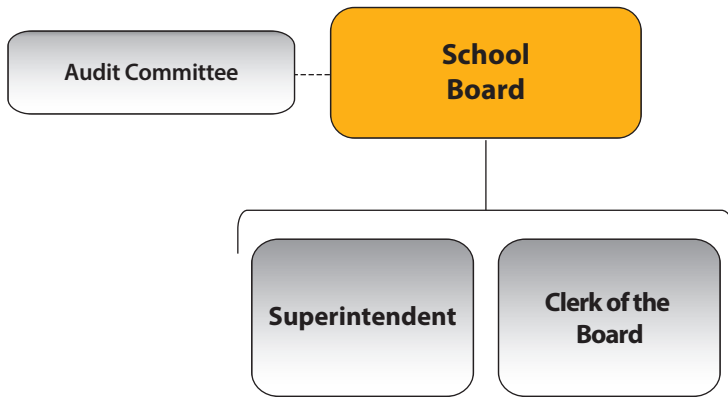 Audit Committee
School
Board
Superintendent
Clerk of the
Board